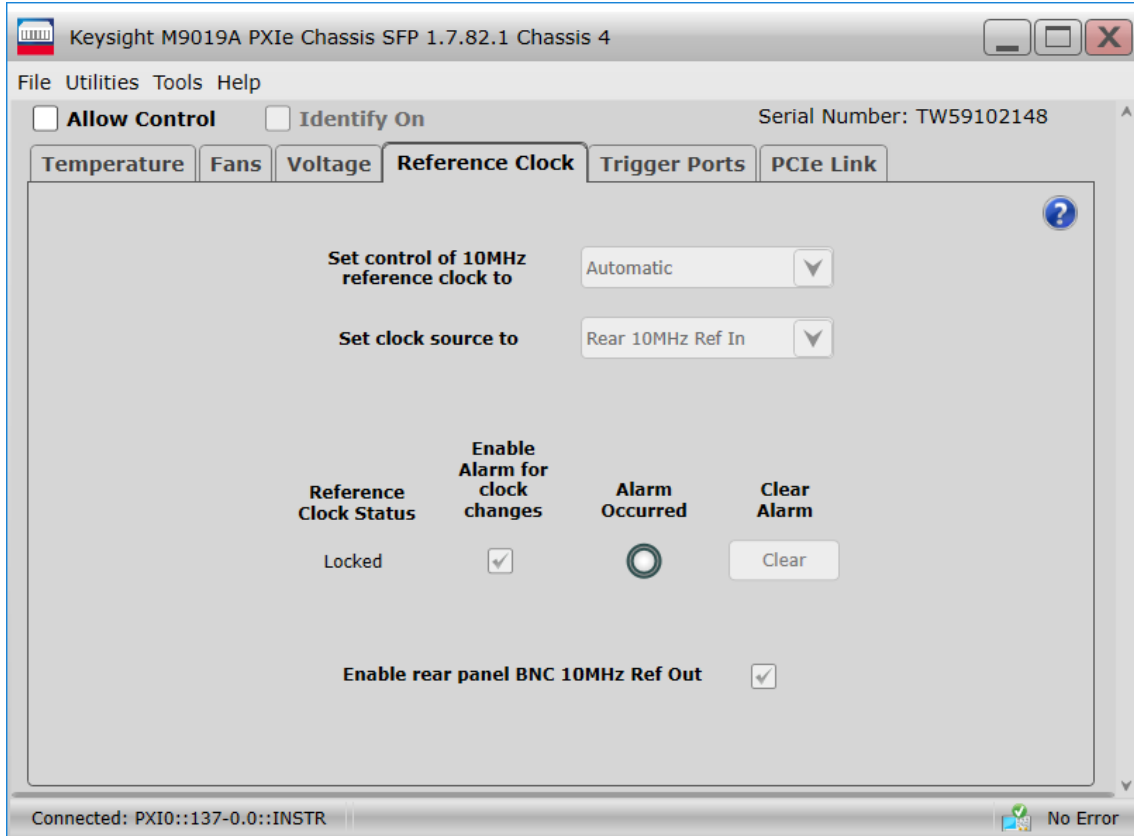 Keysight M9019A PXIe Chassis SFP 1.7.82.1 Chassis 4
File Utilities Tools Help
Allow Control Identify On Serial Number: TW59102148
Temperature Fans Voltage Reference Clock Trigger Ports PCIe Link
?
Set control of 10MHz
reference clock to
Automatic
Set clock source to Rear 10MHz Ref In
Reference
Clock Status
Enable
Alarm for
clock
changes
Alarm
Occurred
Clear
Alarm
Locked Clear
Enable rear panel BNC 10MHz Ref Out
Connected: PXI0::137-0.0::INSTR No Error